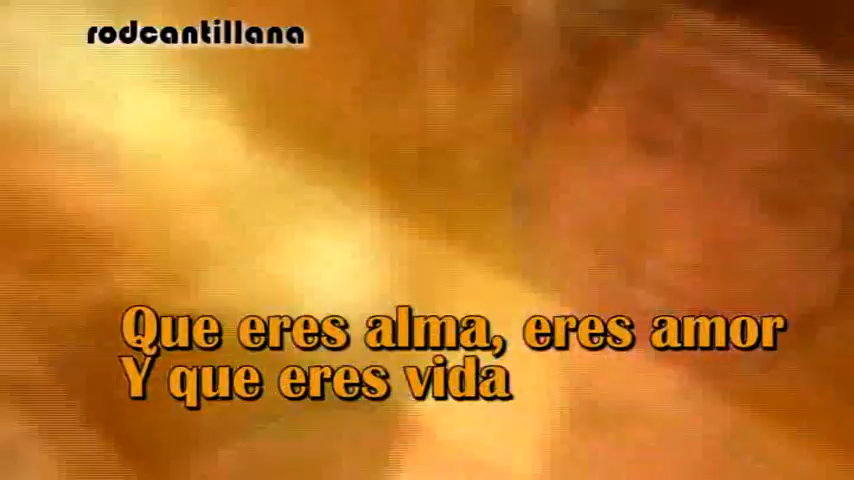 rodcantillana
Que eres alma, eres amor
Y que eres vida